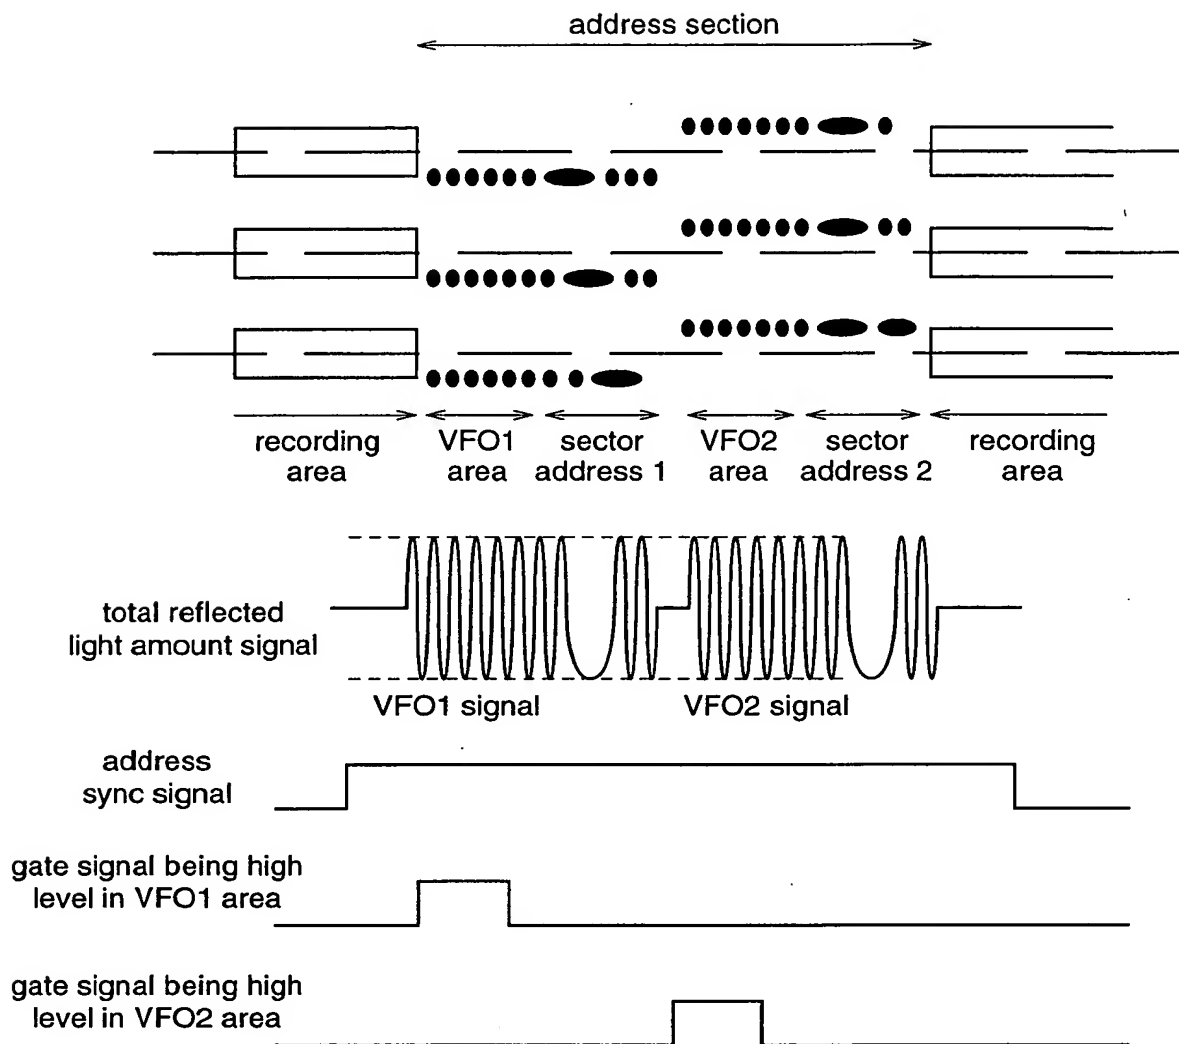 address section
recording
area
VFO1
area
sector
address 1
VFO2
area
sector
address 2
recording
area
total reflected
light amount signal
VFO1 signal
VFO2 signal
address
sync signal
gate signal being high
level in VFO1 area
gate signal being high
level in VFO2 area